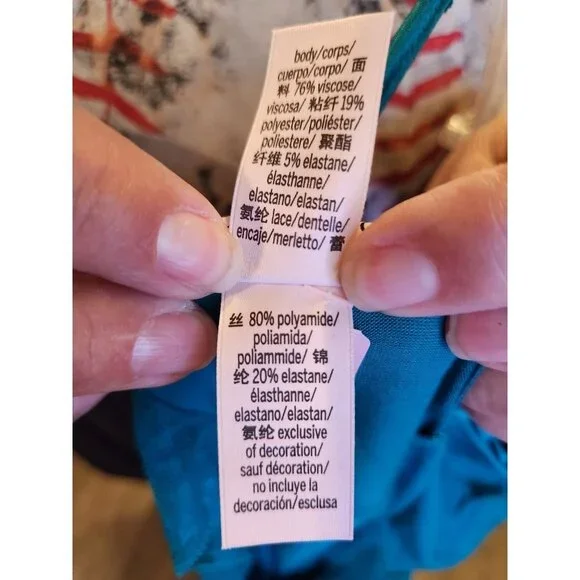 body/corps/
cuerpo/corpo/ 面
料 76% viscose/
viscosa/ 粘纤 19%
polyester/poliéster/
poliestere/ 聚酯
纤维 5% elastane/
élasthanne/
elastano/elastan/
氨纶 lace/dentelle/
encaje/merletto/ 蕾
丝 80% polyamide/
poliamida/
poliammide/ 锦
纶 20% elastane/
élasthanne/
elastano/elastan/
氨纶 exclusive
of decoration/
sauf décoration/
no incluye la
decoración/esclusa